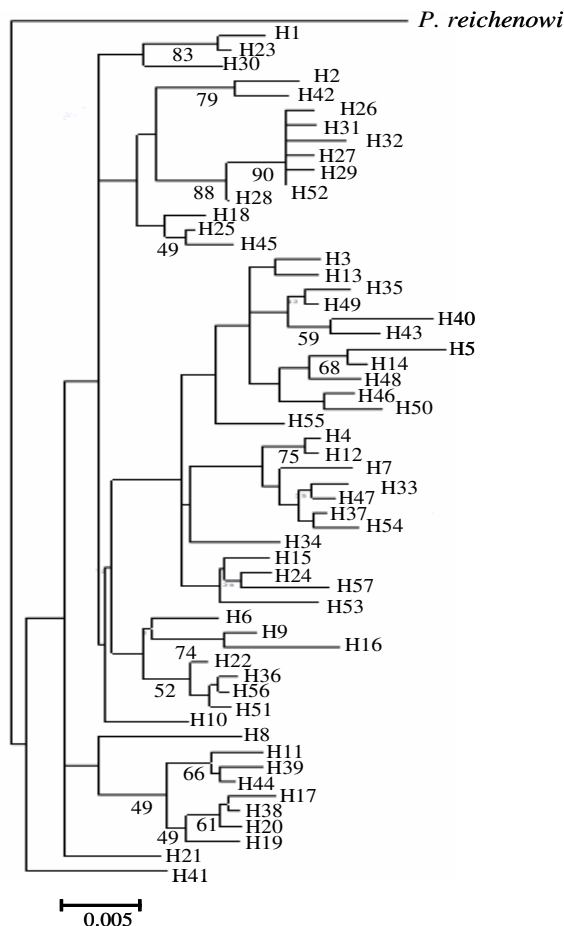 P. reichenowi
H1
H23
83
H30
H2
79
H42
H26
H31
H32
H27
90
H29
88
H28
H52
H18
H25
49
H45
H3
H13
H35
H49
H40
59
H43
H5
68
H14
H48
H46
H50
H55
H4
75
H12
H7
H33
H47
H37
H54
H34
H15
H24
H57
H53
H6
H9
H16
74
H22
52
H36
H56
H51
H10
H8
H11
66
H39
H44
49
H17
H38
61
H20
49
H19
H21
H41
0.005